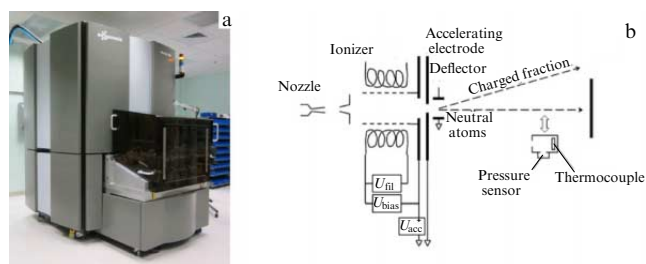 a
b
Accelerating
electrode
Ionizer
Deflector
Nozzle
Charged fraction
Neutral
atoms
Pressure
sensor
Thermocouple
U_fil
U_bias
U_acc